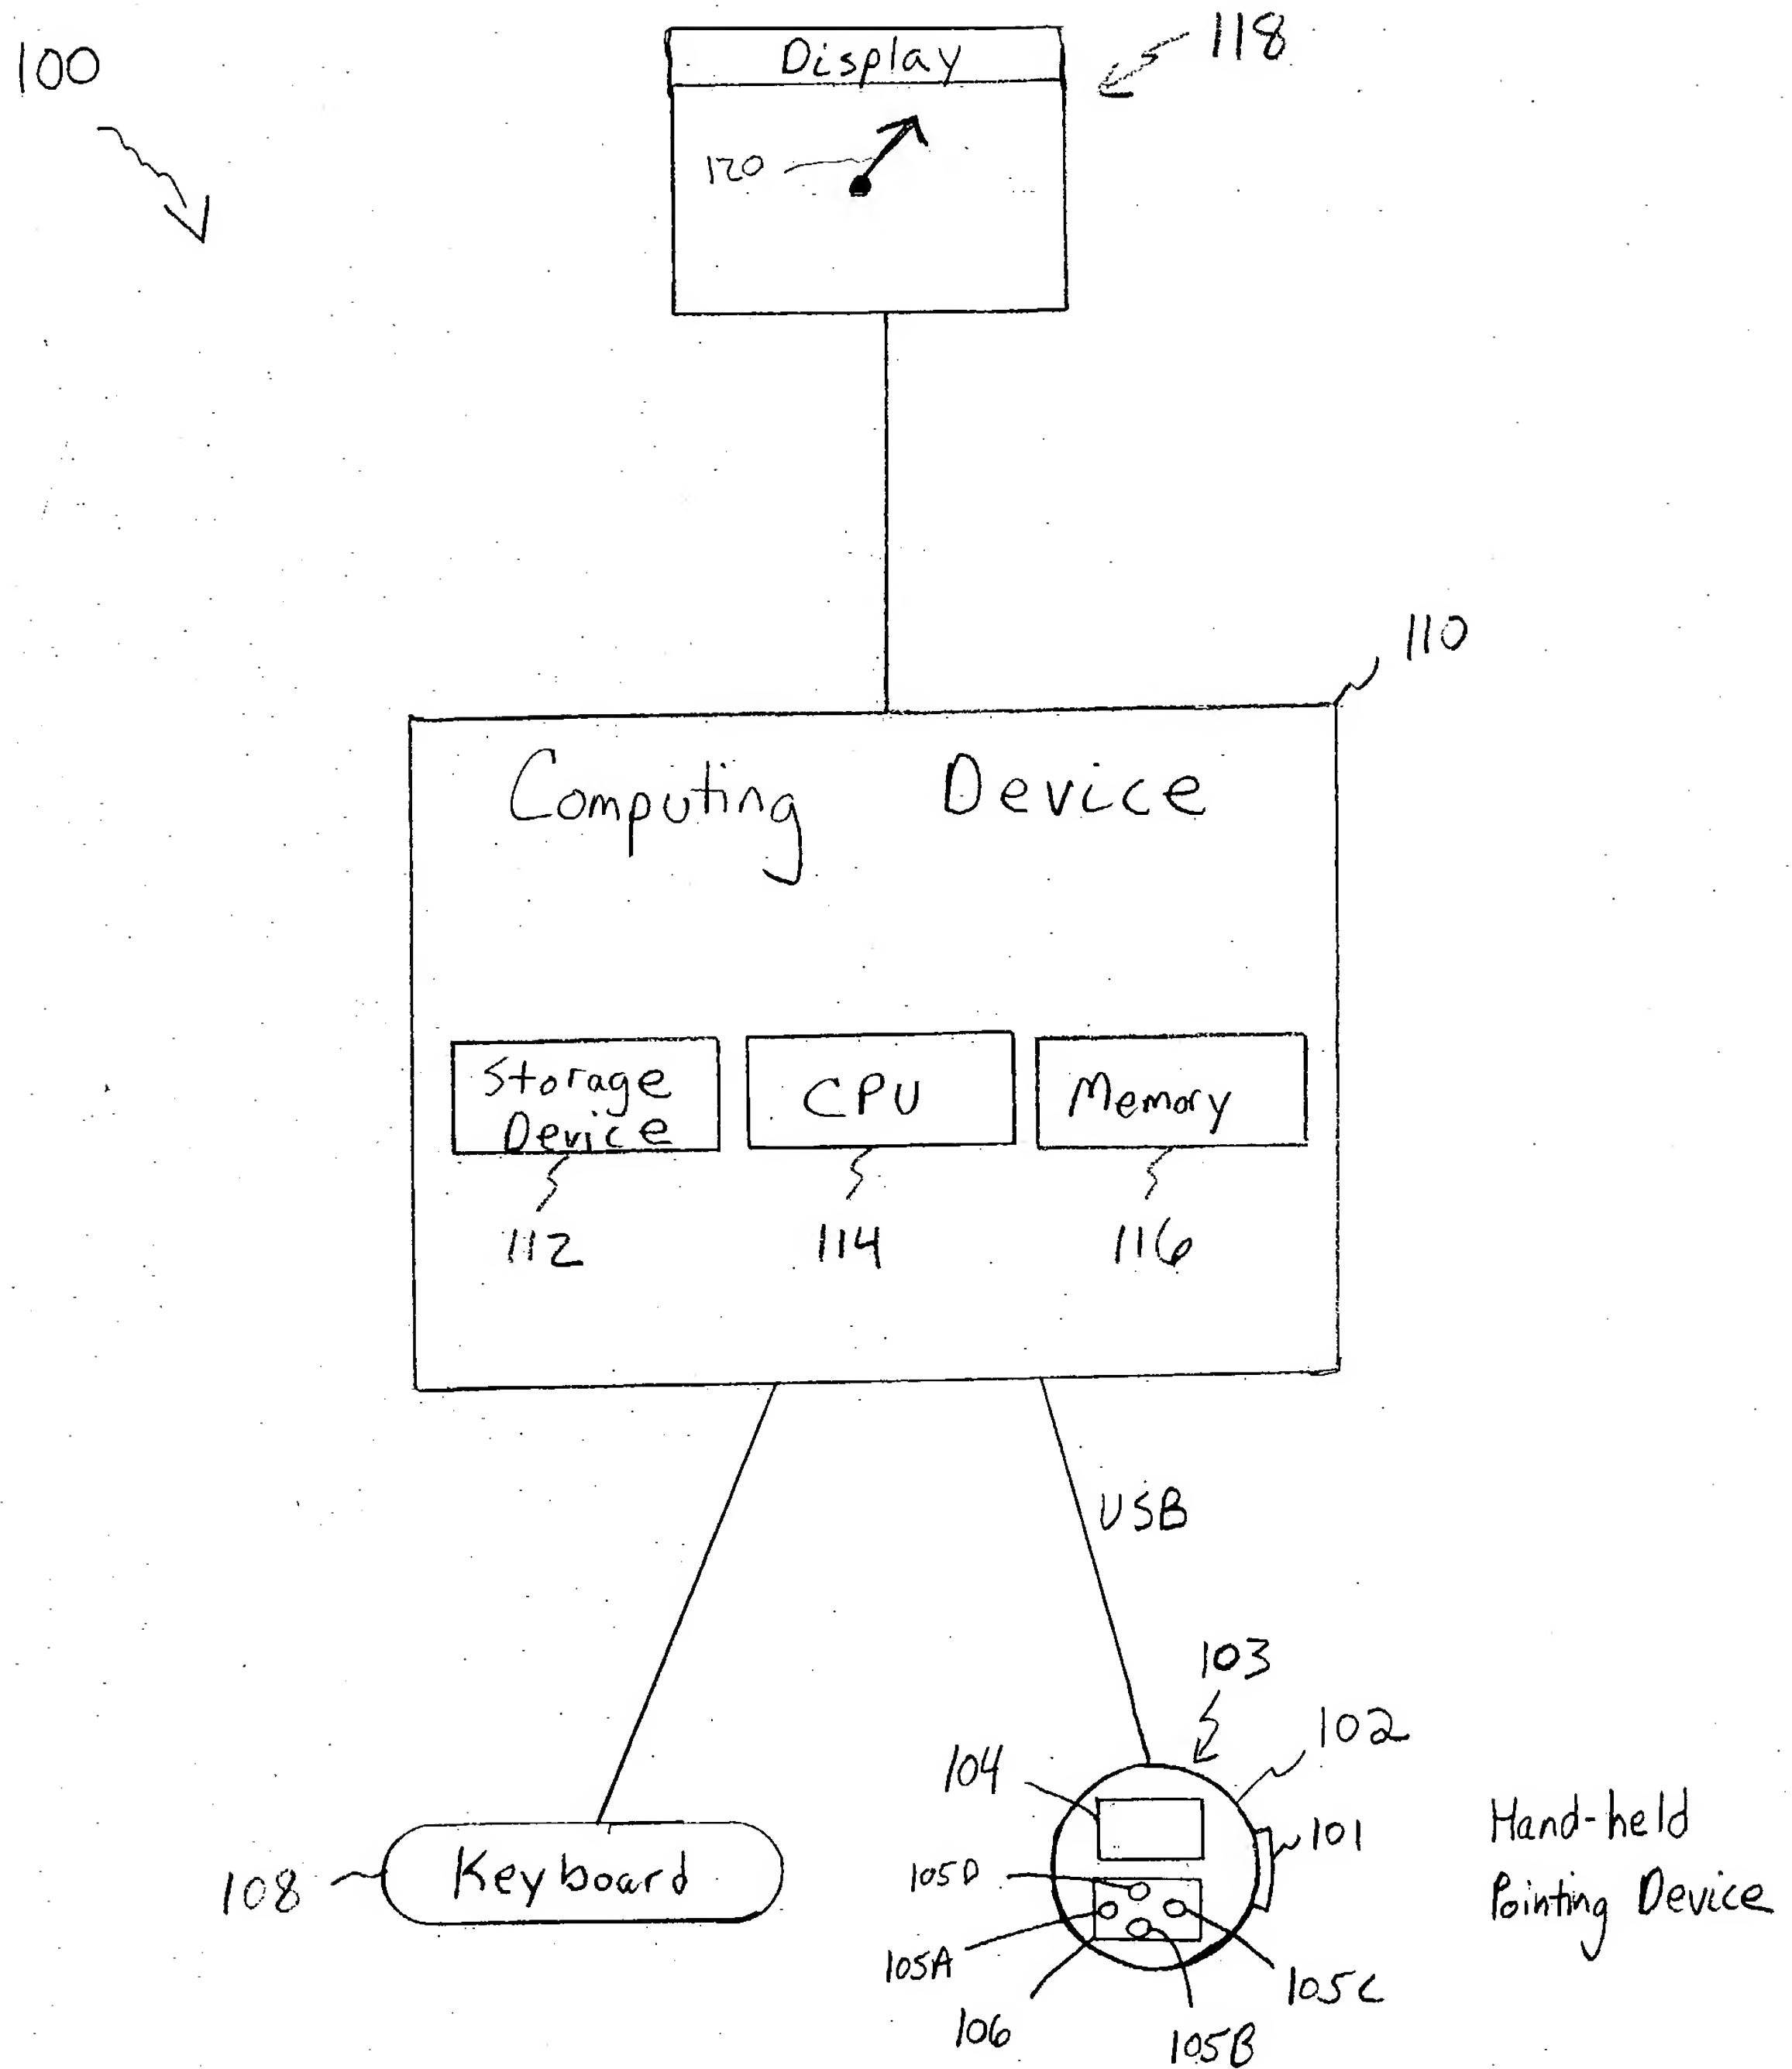 100
Display
118
120
110
Computing Device
Storage
Device
CPU
Memory
112
114
116
USB
103
102
104
101
Hand-held
Pointing Device
Keyboard
108
105D
105A
105C
106
105B